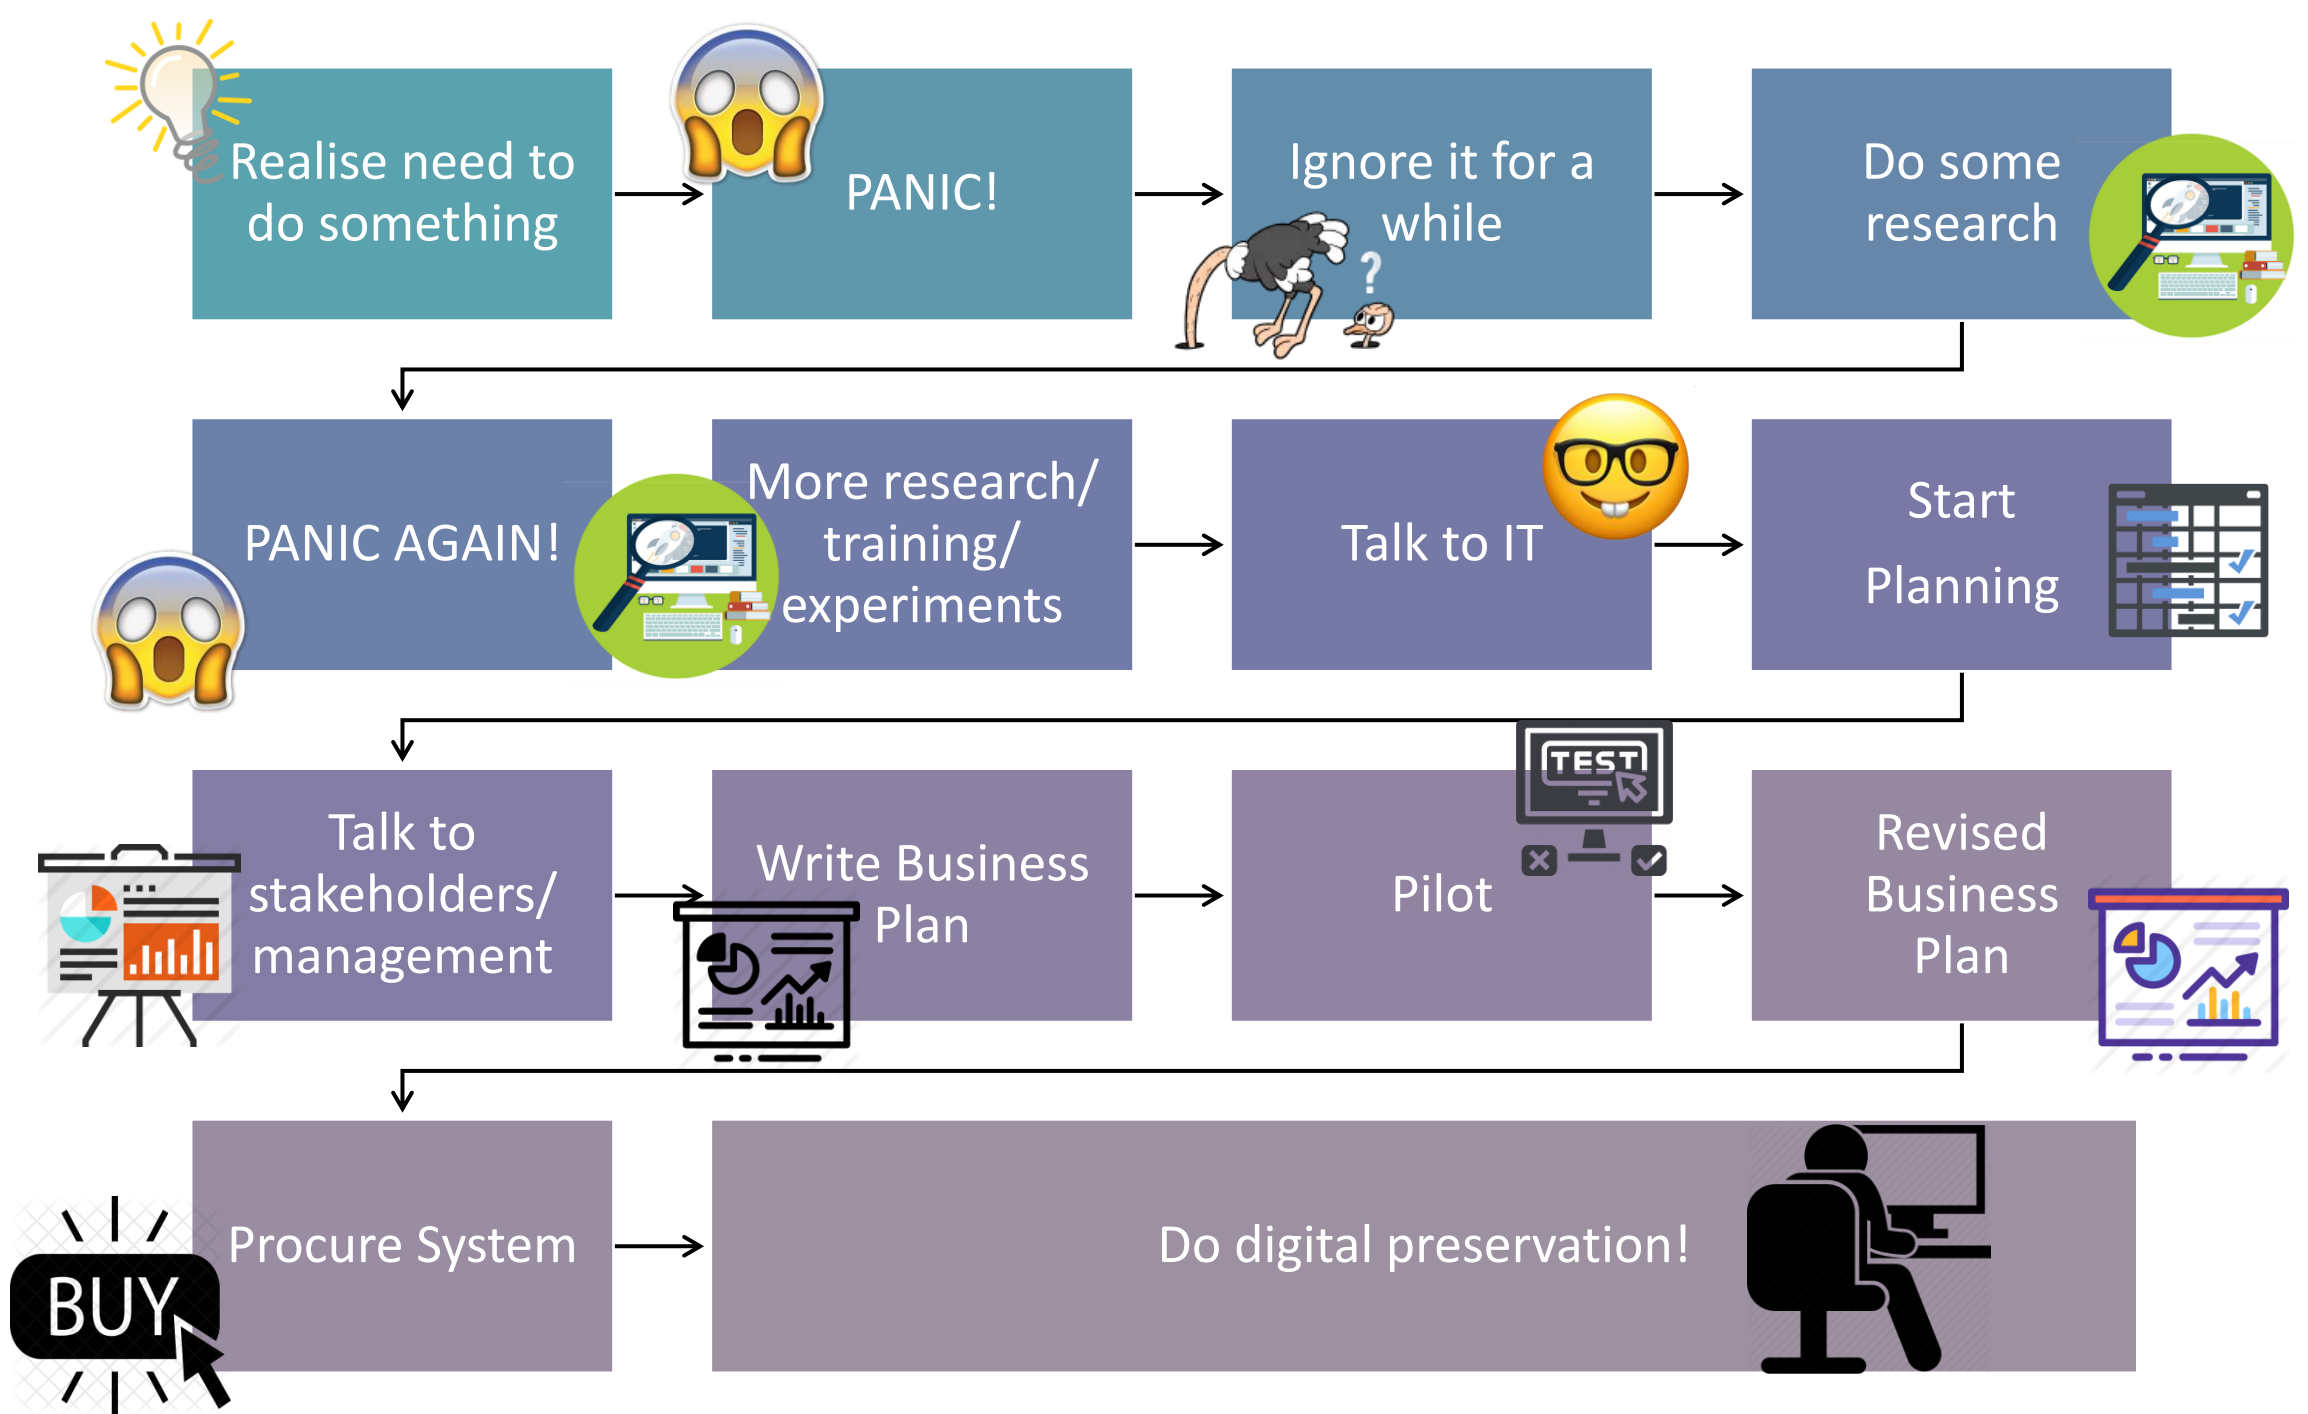 Realise need to
do something
PANIC!
Ignore it for a
while
?
Do some
research
PANIC AGAIN!
More research/
training/
experiments
Talk to IT
Start
Planning
Talk to
stakeholders/
management
Write Business
Plan
TEST
Pilot
Revised
Business
Plan
Procure System
BUY
Do digital preservation!